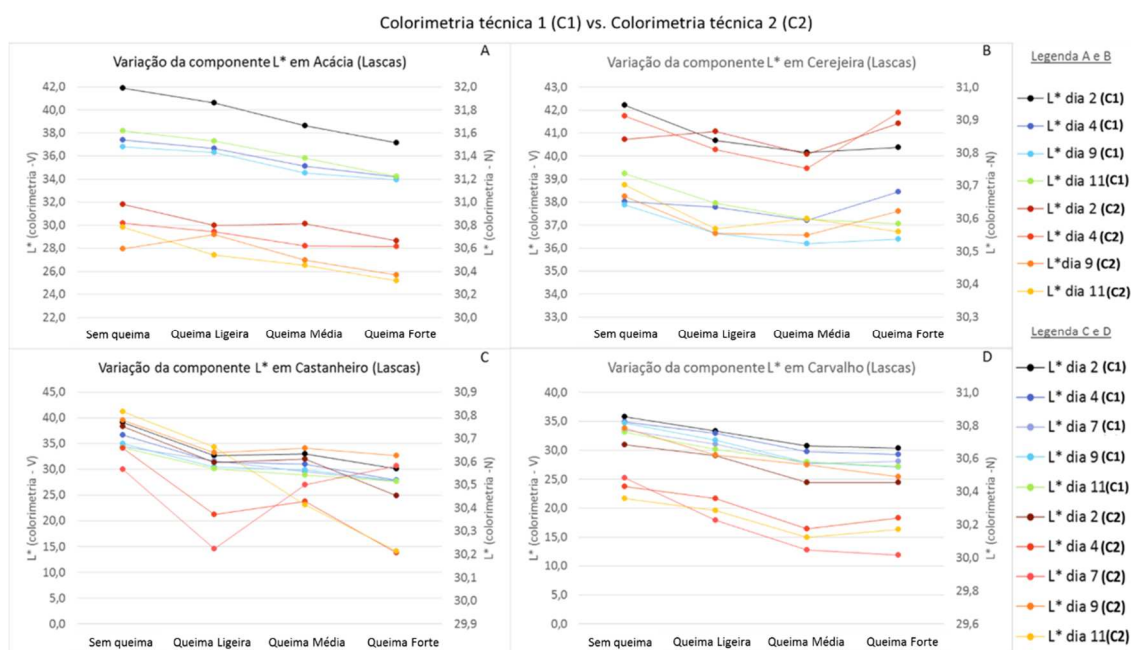 Colorimetria técnica 1 (C1) vs. Colorimetria técnica 2 (C2)
A
Variação da componente L* em Acácia (Lascas)
L* (colorimetria -V)
42,0
40,0
38,0
36,0
34,0
32,0
30,0
28,0
26,0
24,0
22,0
32,0
31,8
31,6
31,4
31,2
31,0
30,8
30,6
30,4
30,2
30,0
L* (colorimetria -N)
Sem queima Queima Ligeira Queima Média Queima Forte
B
Variação da componente L* em Cerejeira (Lascas)
L* (colorimetria -V)
43,0
42,0
41,0
40,0
39,0
38,0
37,0
36,0
35,0
34,0
33,0
31,0
30,9
30,8
30,7
30,6
30,5
30,4
30,3
L* (colorimetria -N)
Sem queima Queima Ligeira Queima Média Queima Forte
Legenda A e B
L* dia 2 (C1)
L* dia 4 (C1)
L* dia 9 (C1)
L* dia 11(C1)
L* dia 2 (C2)
L* dia 4 (C2)
L*dia 9 (C2)
L* dia 11 (C2)
C
Variação da componente L* em Castanheiro (Lascas)
L* (colorimetria - V)
45,0
40,0
35,0
30,0
25,0
20,0
15,0
10,0
5,0
0,0
30,9
30,8
30,7
30,6
30,5
30,4
30,3
30,2
30,1
30,0
29,9
L* (colorimetria -N)
Sem queima Queima Ligeira Queima Média Queima Forte
D
Variação da componente L* em Carvalho (Lascas)
L* (colorimetria - V)
40,0
35,0
30,0
25,0
20,0
15,0
10,0
5,0
0,0
31,0
30,8
30,6
30,4
30,2
30,0
29,8
29,6
L* (colorimetria -N)
Sem queima Queima Ligeira Queima Média Queima Forte
Legenda C e D
L* dia 2 (C1)
L* dia 4 (C1)
L* dia 7 (C1)
L* dia 9 (C1)
L* dia 11(C1)
L* dia 2 (C2)
L* dia 4 (C2)
L* dia 7 (C2)
L* dia 9 (C2)
L* dia 11(C2)